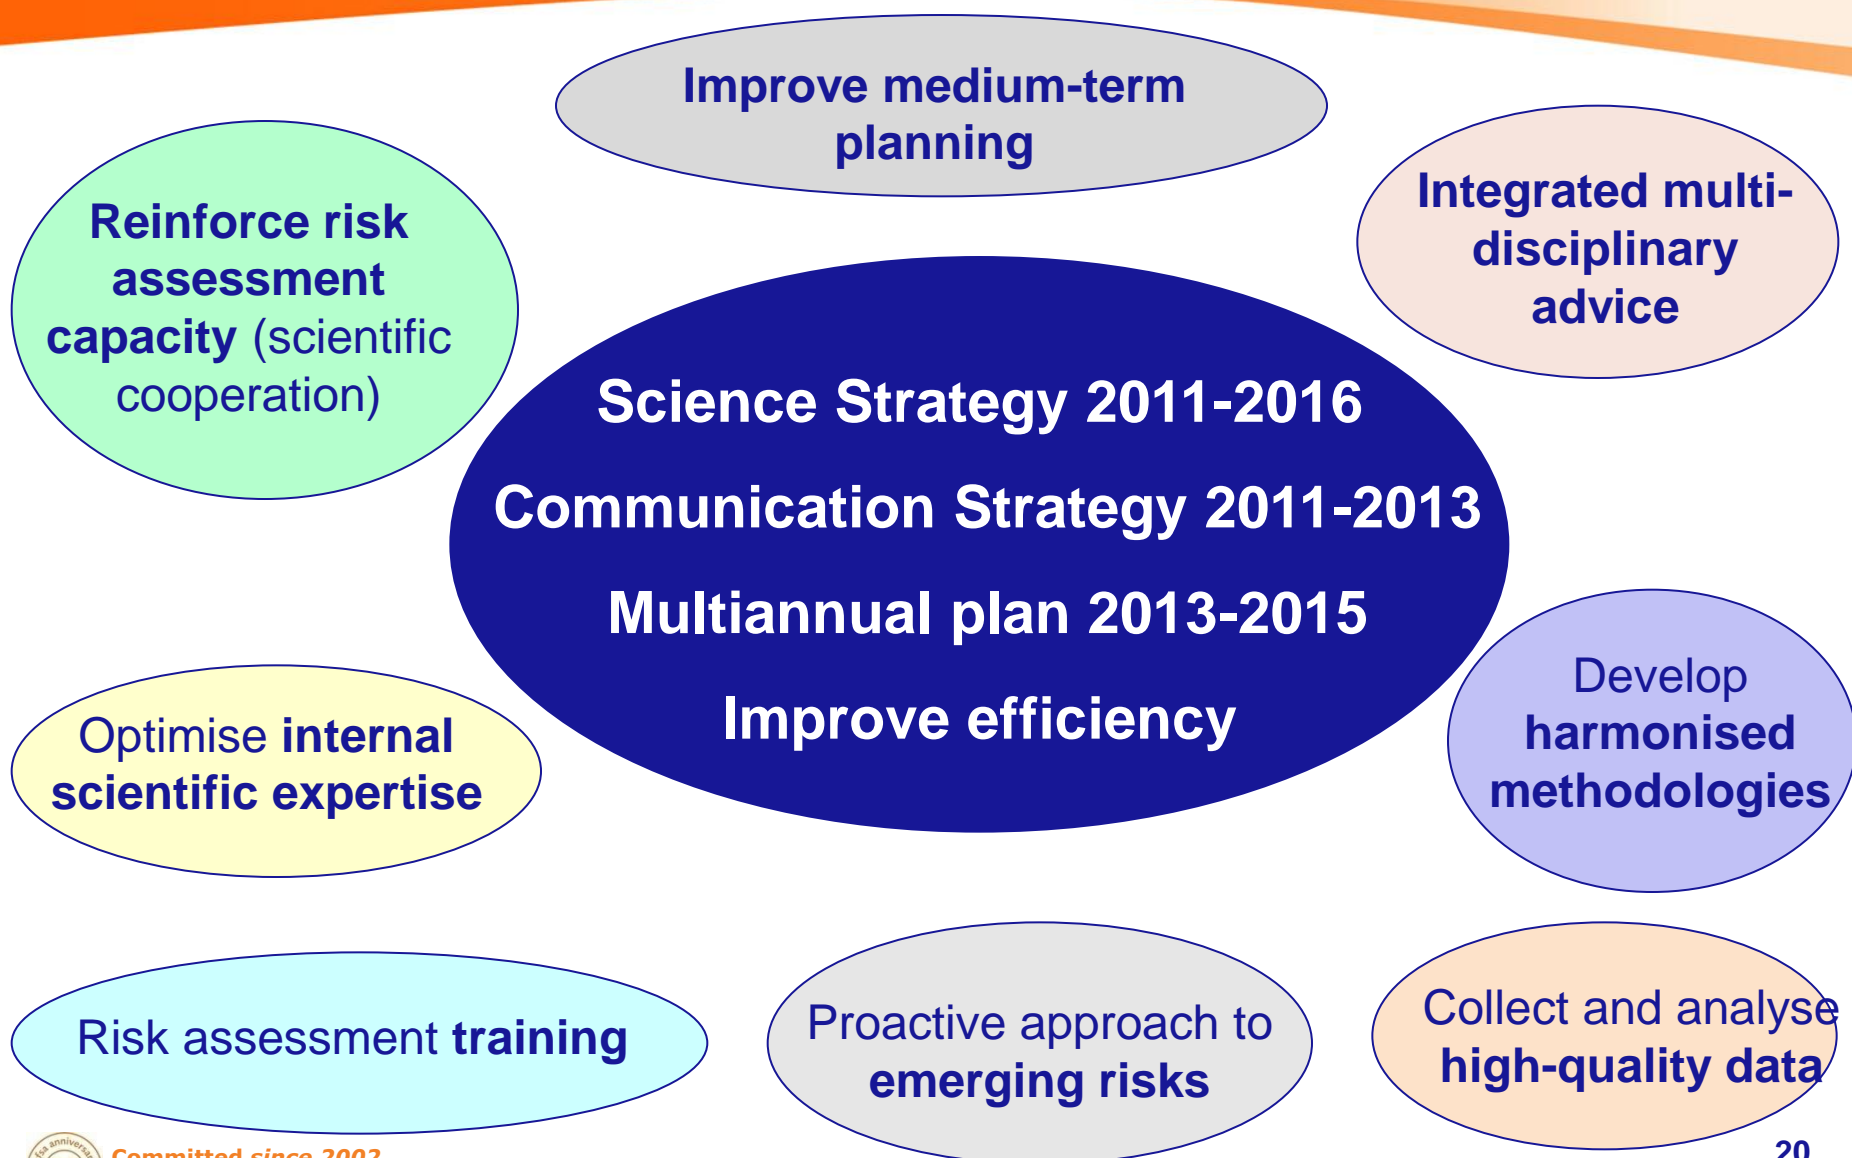 Improve medium-term
planning
Reinforce risk
assessment
capacity (scientific
cooperation)
Integrated multi-
disciplinary
advice
Science Strategy 2011-2016
Communication Strategy 2011-2013
Multiannual plan 2013-2015
Improve efficiency
Optimise internal
scientific expertise
Develop
harmonised
methodologies
Risk assessment training
Proactive approach to
emerging risks
Collect and analyse
high-quality data
Committed since 2002
20